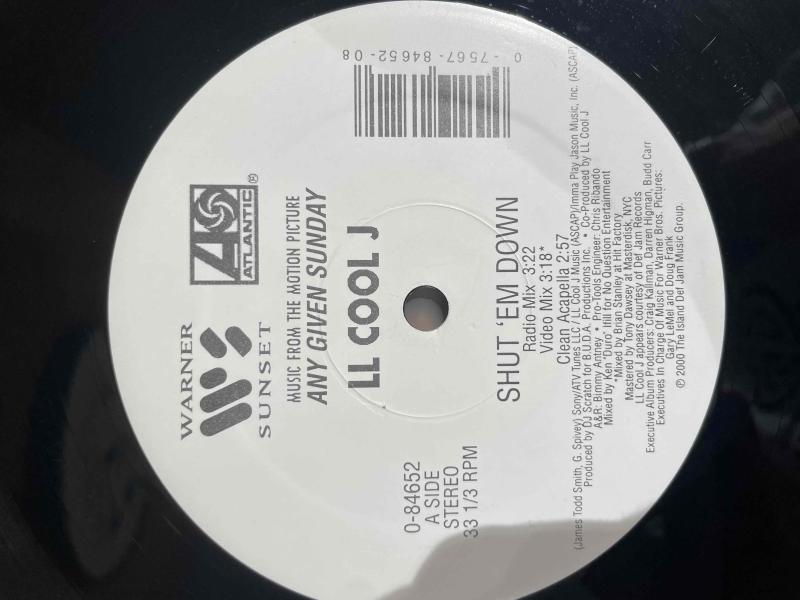 0 - 7567 - 84652 - 08
WARNER
SUNSET
ATLANTIC®
MUSIC FROM THE MOTION PICTURE
ANY GIVEN SUNDAY
LL COOL J
0-84652
A SIDE
STEREO
33 1/3 RPM
SHUT 'EM DOWN
Radio Mix 3:22
Video Mix 3:18*
Clean Acapella 2:57
(James Todd Smith, G. Spivey) Sony/ATV Tunes LLC / LL Cool J Music (ASCAP)/Imma Play Jason Music, Inc. (ASCAP)
Produced by DJ Scratch for B.U.D.A. Productions Inc. • Co-Produced by LL Cool J
A&R: Bimmy Antney • Pro-Tools Engineer: Chris Ribando
Mixed by Ken "Duro" Ifill for No Question Entertainment
*Mixed by Brian Stanley at Hit Factory
Mastered by Tony Dawsey at Masterdisk, NYC
LL Cool J appears courtesy of Def Jam Records
Executive Album Producers: Craig Kallman, Darren Higman, Budd Carr
Executives In Charge of Music For Warner Bros. Pictures:
Gary LeMel and Doug Frank
℗ 2000 The Island Def Jam Music Group.